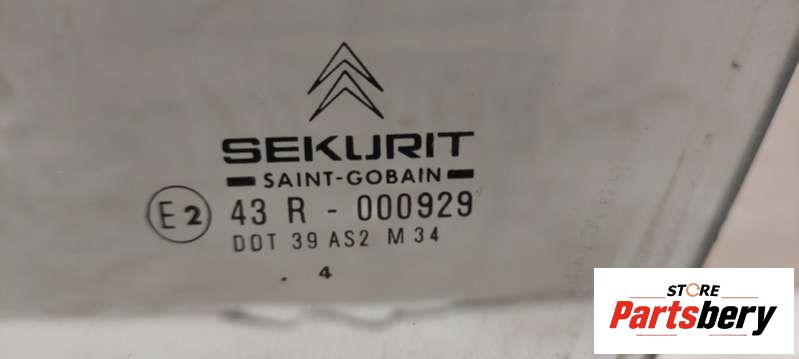 SEKURIT
SAINT-GOBAIN
E2 43 R - 000929
DOT 39 AS2 M 34
. 4
STORE
Partsbery